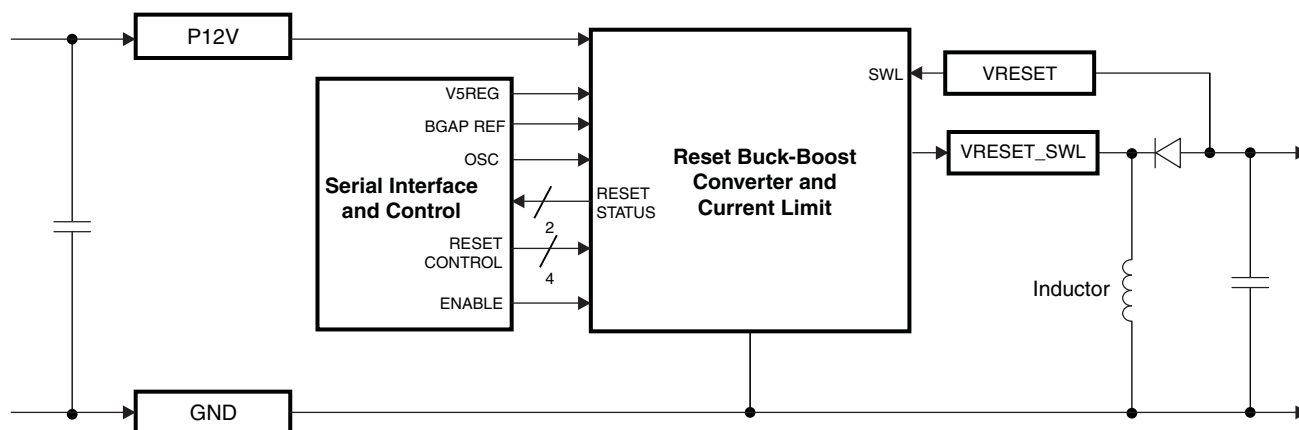 P12V
V5REG
BGAP REF
OSC
Serial Interface
and Control
RESET
CONTROL
ENABLE
2
4
RESET
STATUS
Reset Buck-Boost
Converter and
Current Limit
SWL
VRESET
VRESET_SWL
Inductor
GND